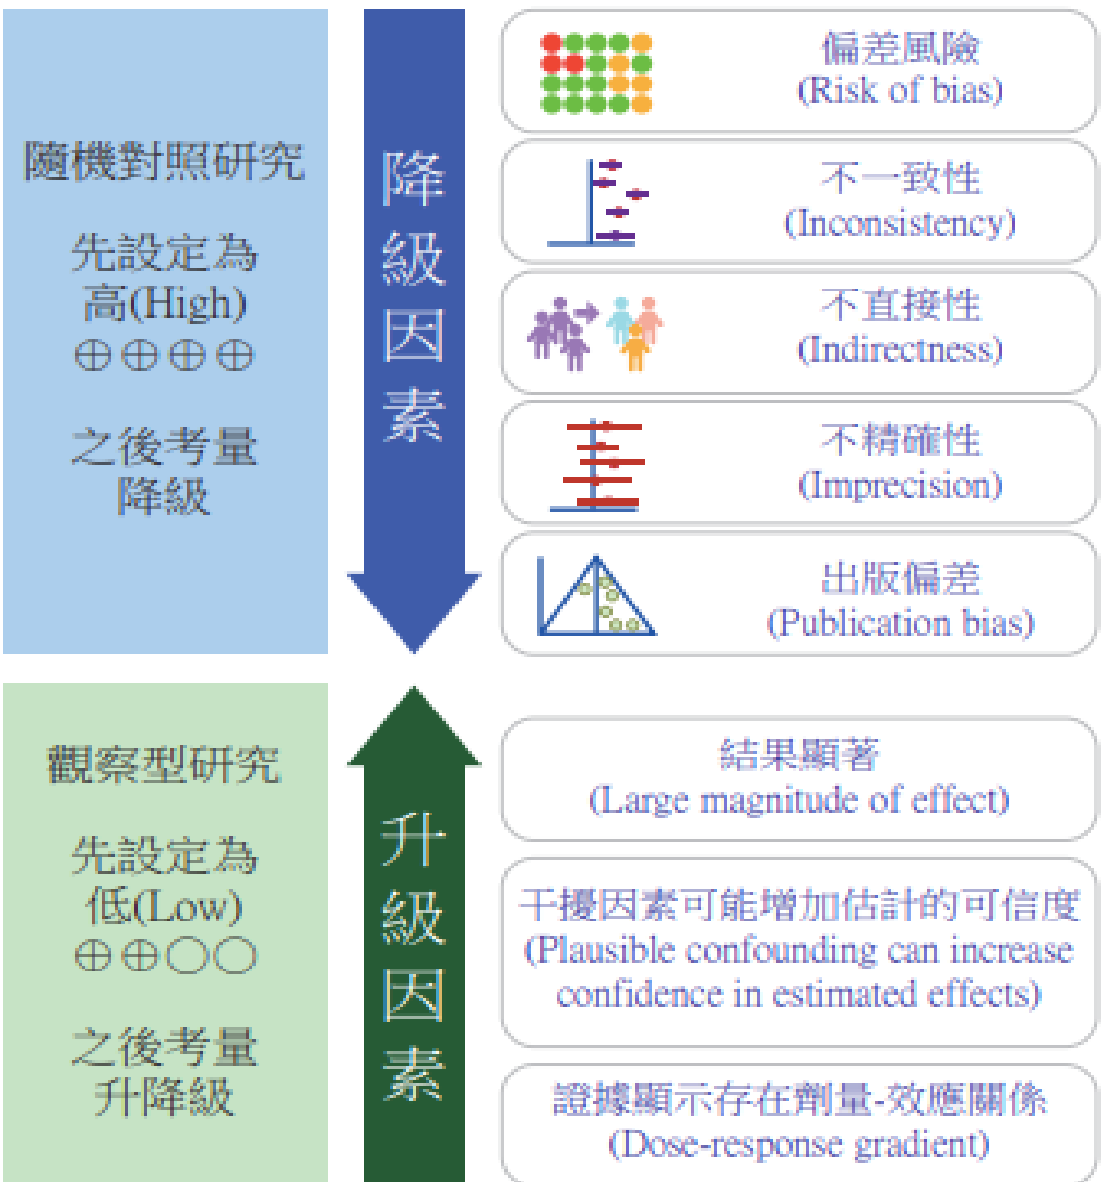 隨機對照研究
先設定為
高(High)
⊕⊕⊕⊕
之後考量
降級
降級因素
偏差風險
(Risk of bias)
不一致性
(Inconsistency)
不直接性
(Indirectness)
不精確性
(Imprecision)
出版偏差
(Publication bias)
觀察型研究
先設定為
低(Low)
⊕⊕○○
之後考量
升降級
升級因素
結果顯著
(Large magnitude of effect)
干擾因素可能增加估計的可信度
(Plausible confounding can increase
confidence in estimated effects)
證據顯示存在劑量-效應關係
(Dose-response gradient)